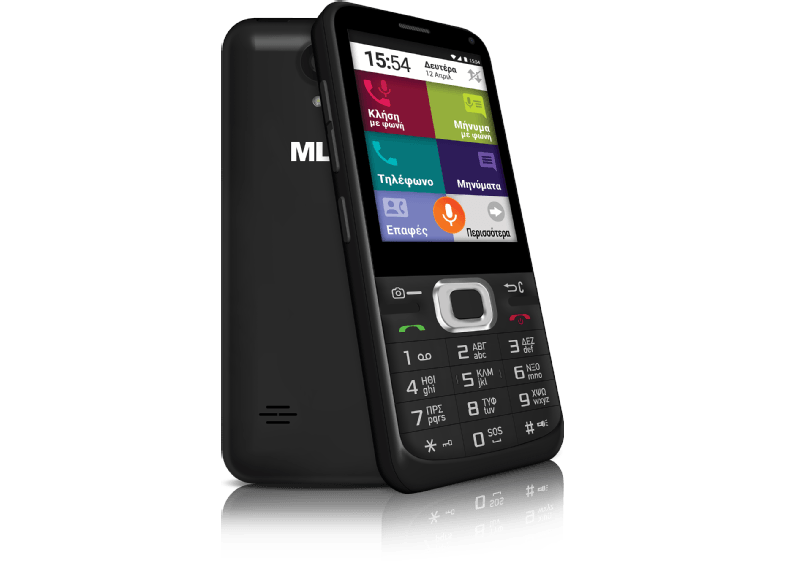 ML
15:54
15:54
Δευτέρα
12 Απριλ.
Κλήση
με φωνή
Μήνυμα
με φωνή
Τηλέφωνο
Μηνύματα
Επαφές
Περισσότερα
1
2 ΑΒΓ abc
3 ΔΕΖ def
4 ΗΘΙ ghi
5 ΚΛΜ jkl
6 ΝΞΟ mno
7 ΠΡΣ pqrs
8 ΤΥΦ tuv
9 ΧΨΩ wxyz
* 0 SOS #